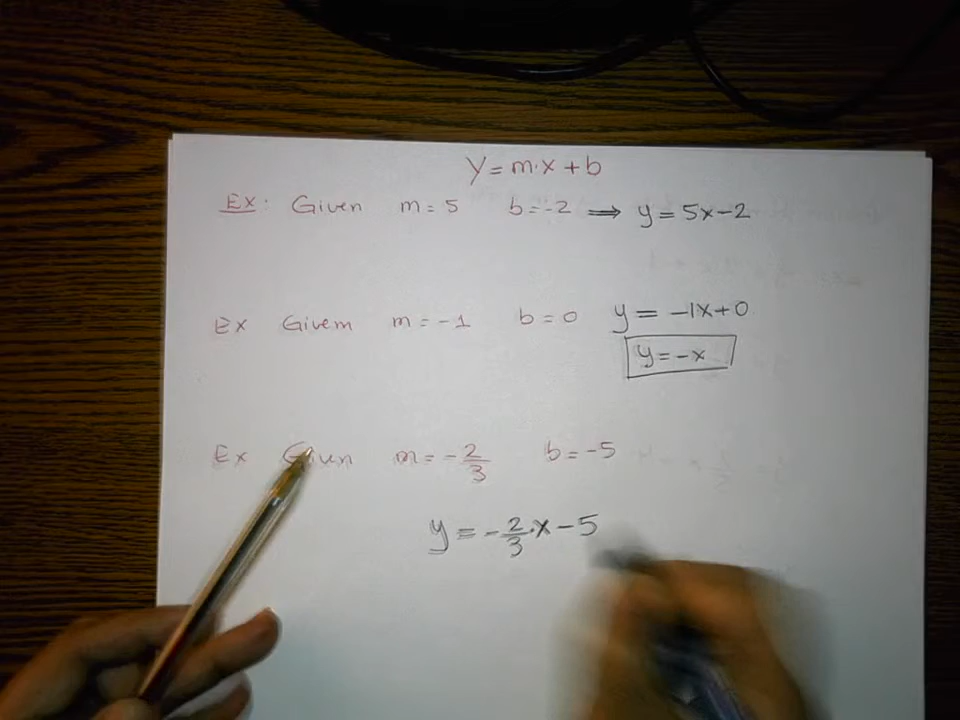 y = m·x + b
Ex: Given m = 5 b = -2 ⟹ y = 5x - 2
Ex Givem m = -1 b = 0 y = -1x + 0
y = -x
Ex Given m = -2/3 b = -5
y = -2/3·x - 5